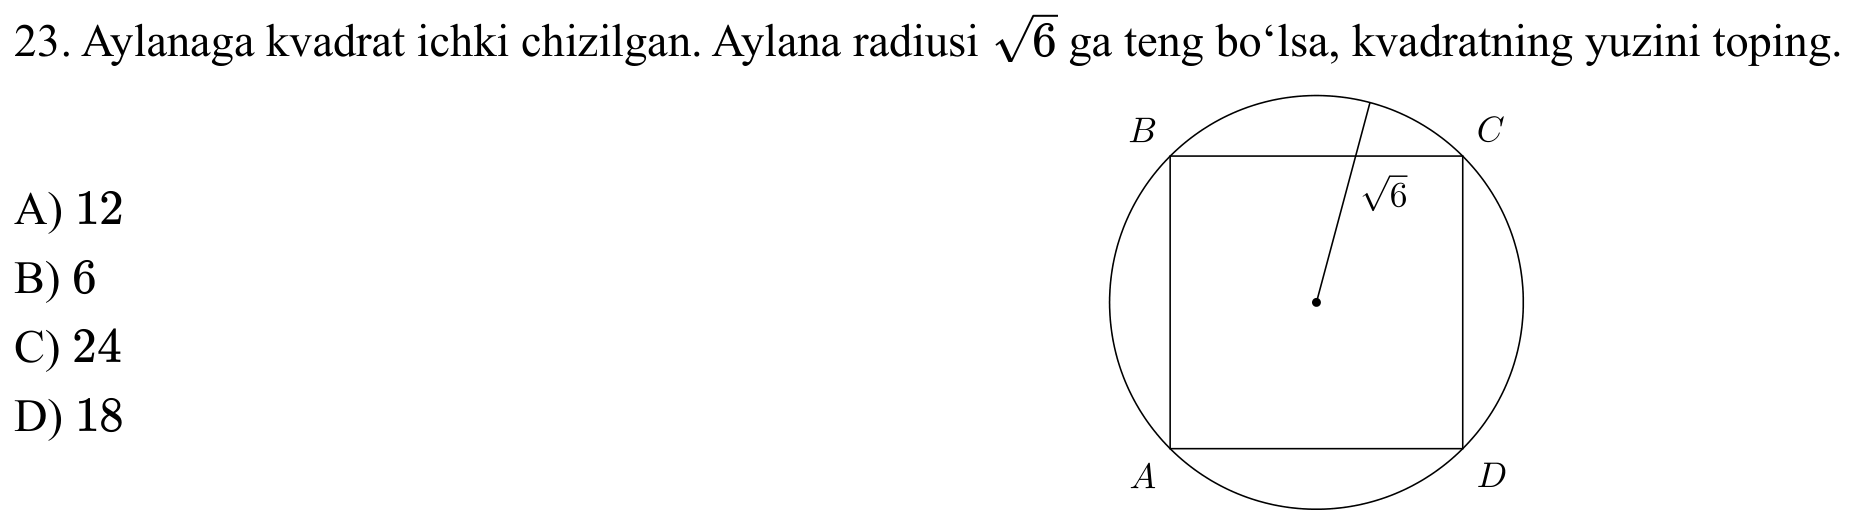 23. Aylanaga kvadrat ichki chizilgan. Aylana radiusi √6 ga teng bo‘lsa, kvadratning yuzini toping.
B C
√6
A) 12
B) 6
C) 24
D) 18
A D